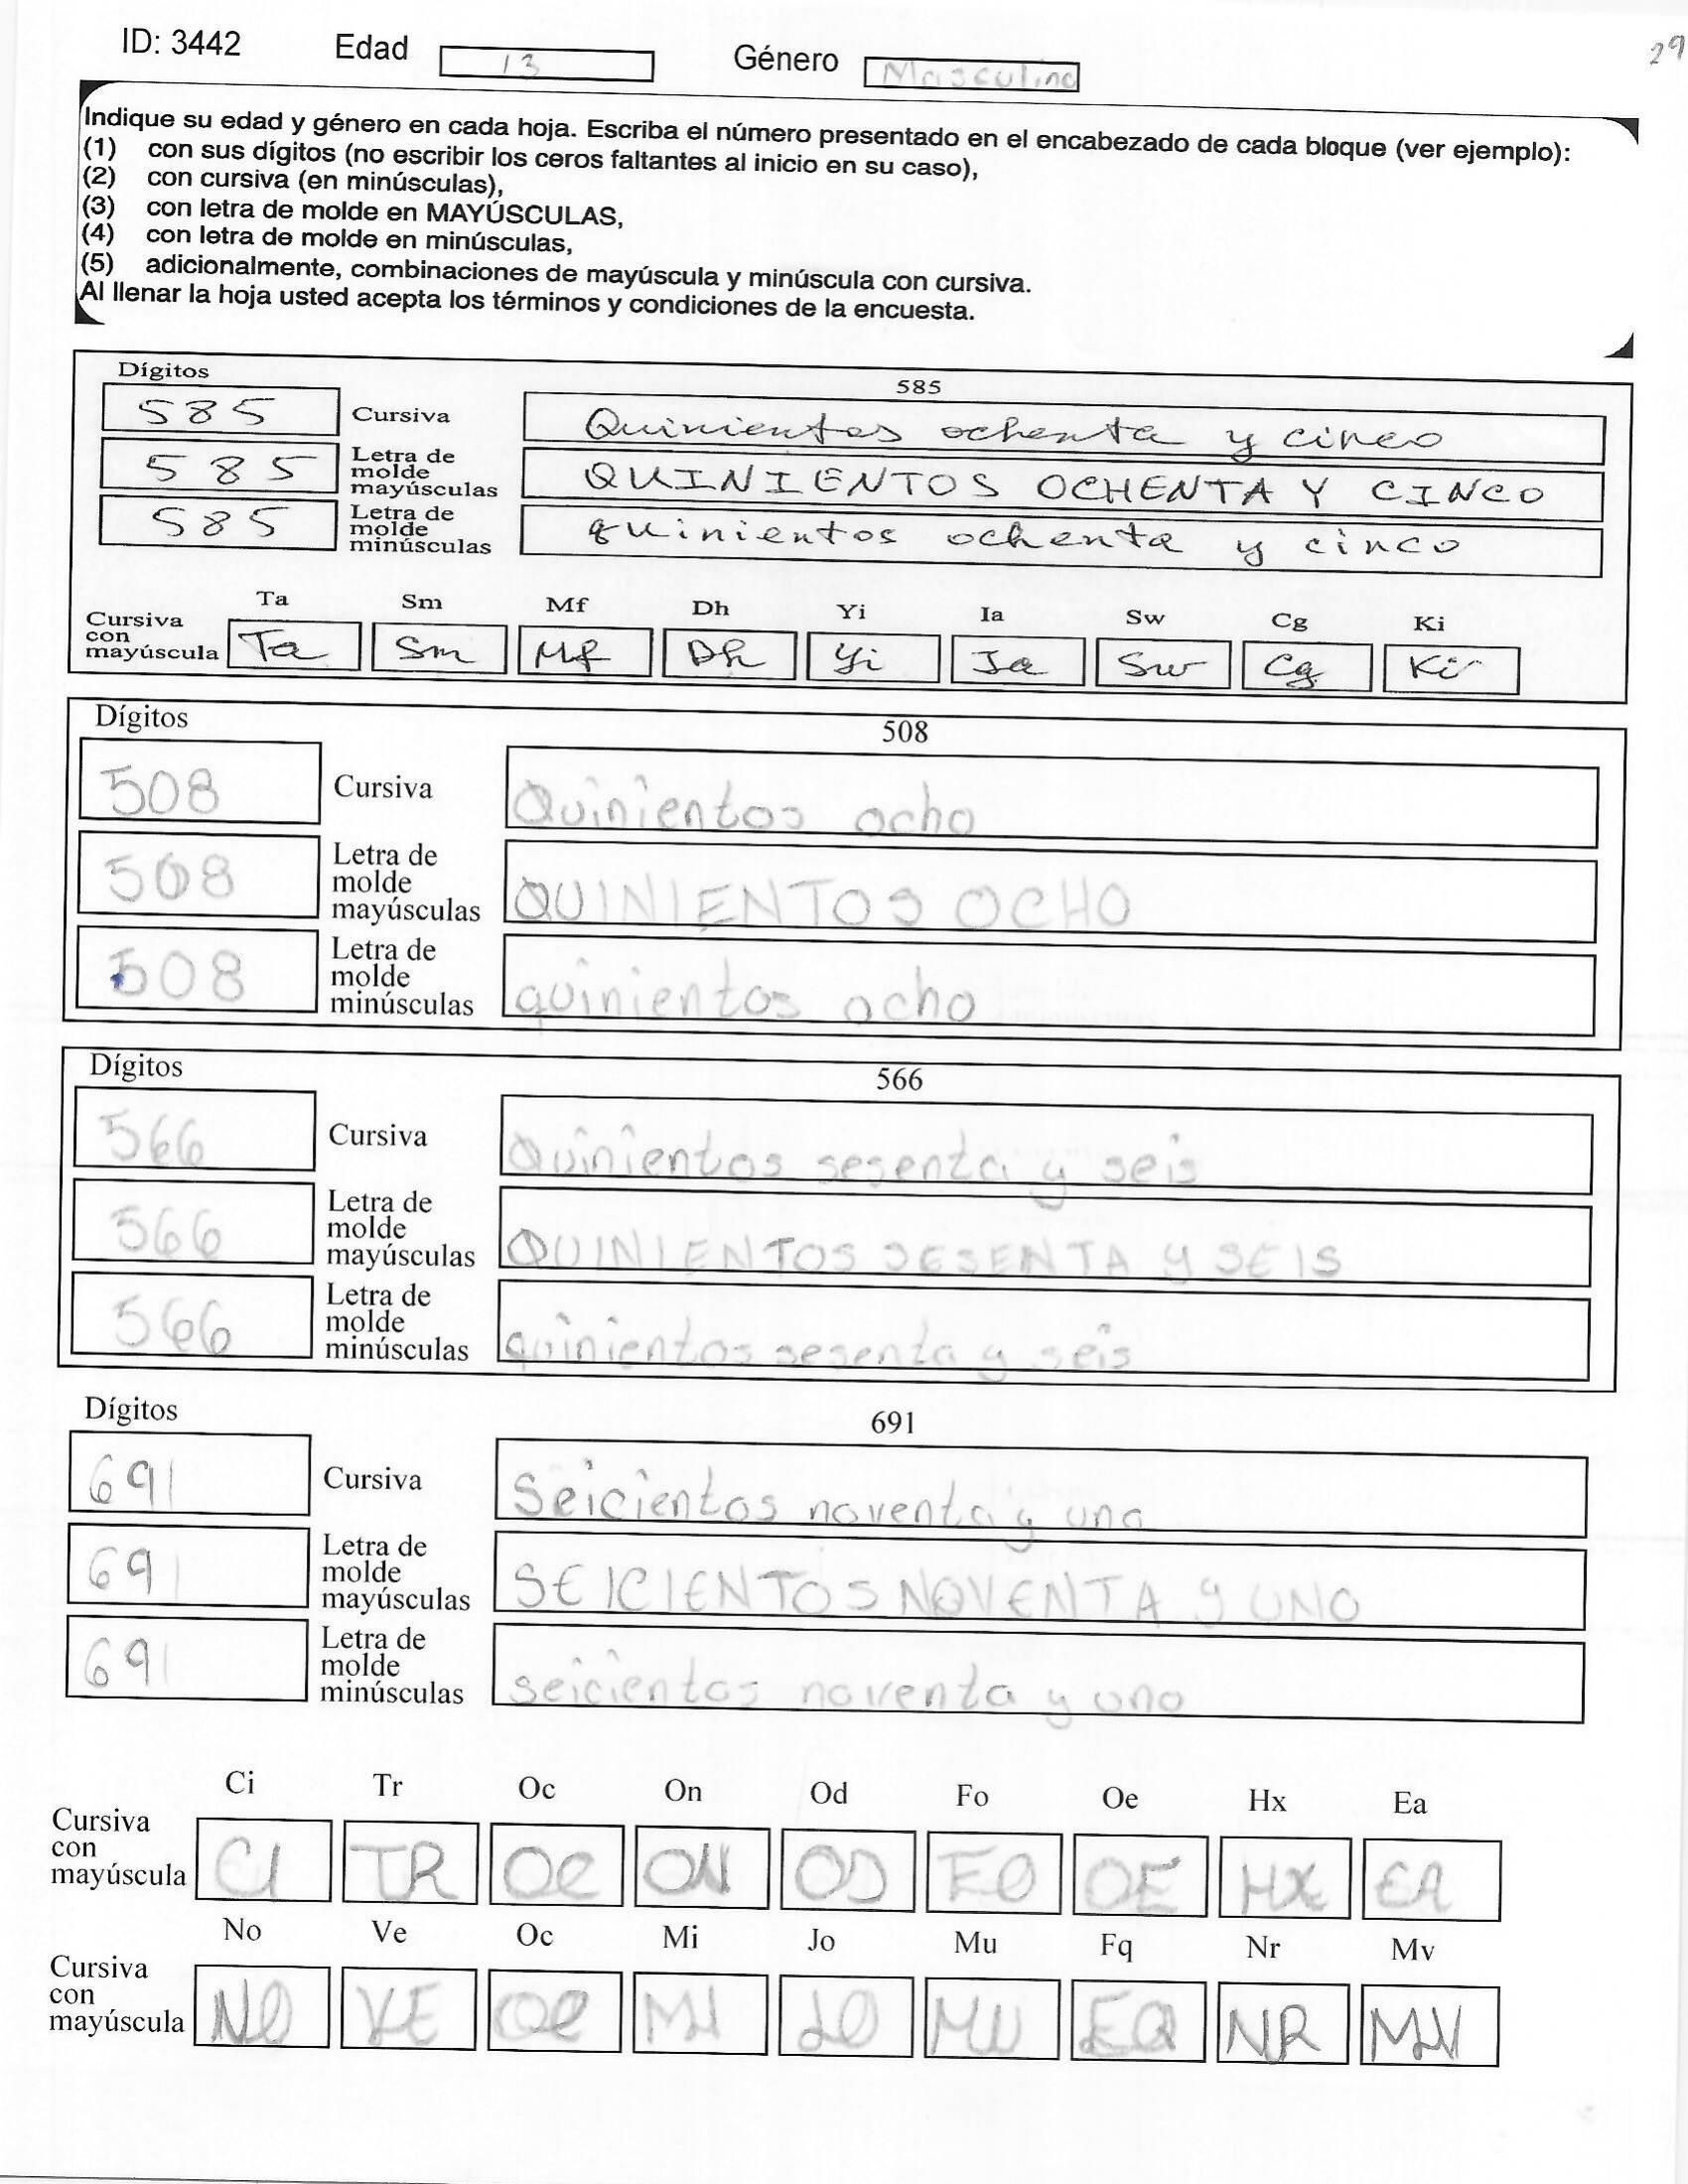 ID: 3442 Edad 13 Género Masculino 29
Indique su edad y género en cada hoja. Escriba el número presentado en el encabezado de cada bloque (ver ejemplo):
(1) con sus dígitos (no escribir los ceros faltantes al inicio en su caso),
(2) con cursiva (en minúsculas),
(3) con letra de molde en MAYÚSCULAS,
(4) con letra de molde en minúsculas,
(5) adicionalmente, combinaciones de mayúscula y minúscula con cursiva.
Al llenar la hoja usted acepta los términos y condiciones de la encuesta.
Dígitos 585
585 Cursiva Quinientos ochenta y cinco
585 Letra de molde mayúsculas QUINIENTOS OCHENTA Y CINCO
585 Letra de molde minúsculas quinientos ochenta y cinco
Ta Sm Mf Dh Yi Ia Sw Cg Ki
Cursiva con mayúscula Ta Sm Mf Dh Yi Ia Sw Cg Ki
Dígitos 508
508 Cursiva Quinientos ocho
508 Letra de molde mayúsculas QUINIENTOS OCHO
508 Letra de molde minúsculas quinientos ocho
Dígitos 566
566 Cursiva Quinientos sesenta y seis
566 Letra de molde mayúsculas QUINIENTOS SESENTA y SEIS
566 Letra de molde minúsculas quinientos sesenta y seis
Dígitos 691
691 Cursiva Seicientos noventa y uno
691 Letra de molde mayúsculas SEICIENTOS NOVENTA y UNO
691 Letra de molde minúsculas seicientos noventa y uno
Ci Tr Oc On Od Fo Oe Hx Ea
Cursiva con mayúscula CI TR OC ON OD FO OE HX EA
No Ve Oc Mi Jo Mu Fq Nr Mv
Cursiva con mayúscula NO VE OC MI JO MU FQ NR MV